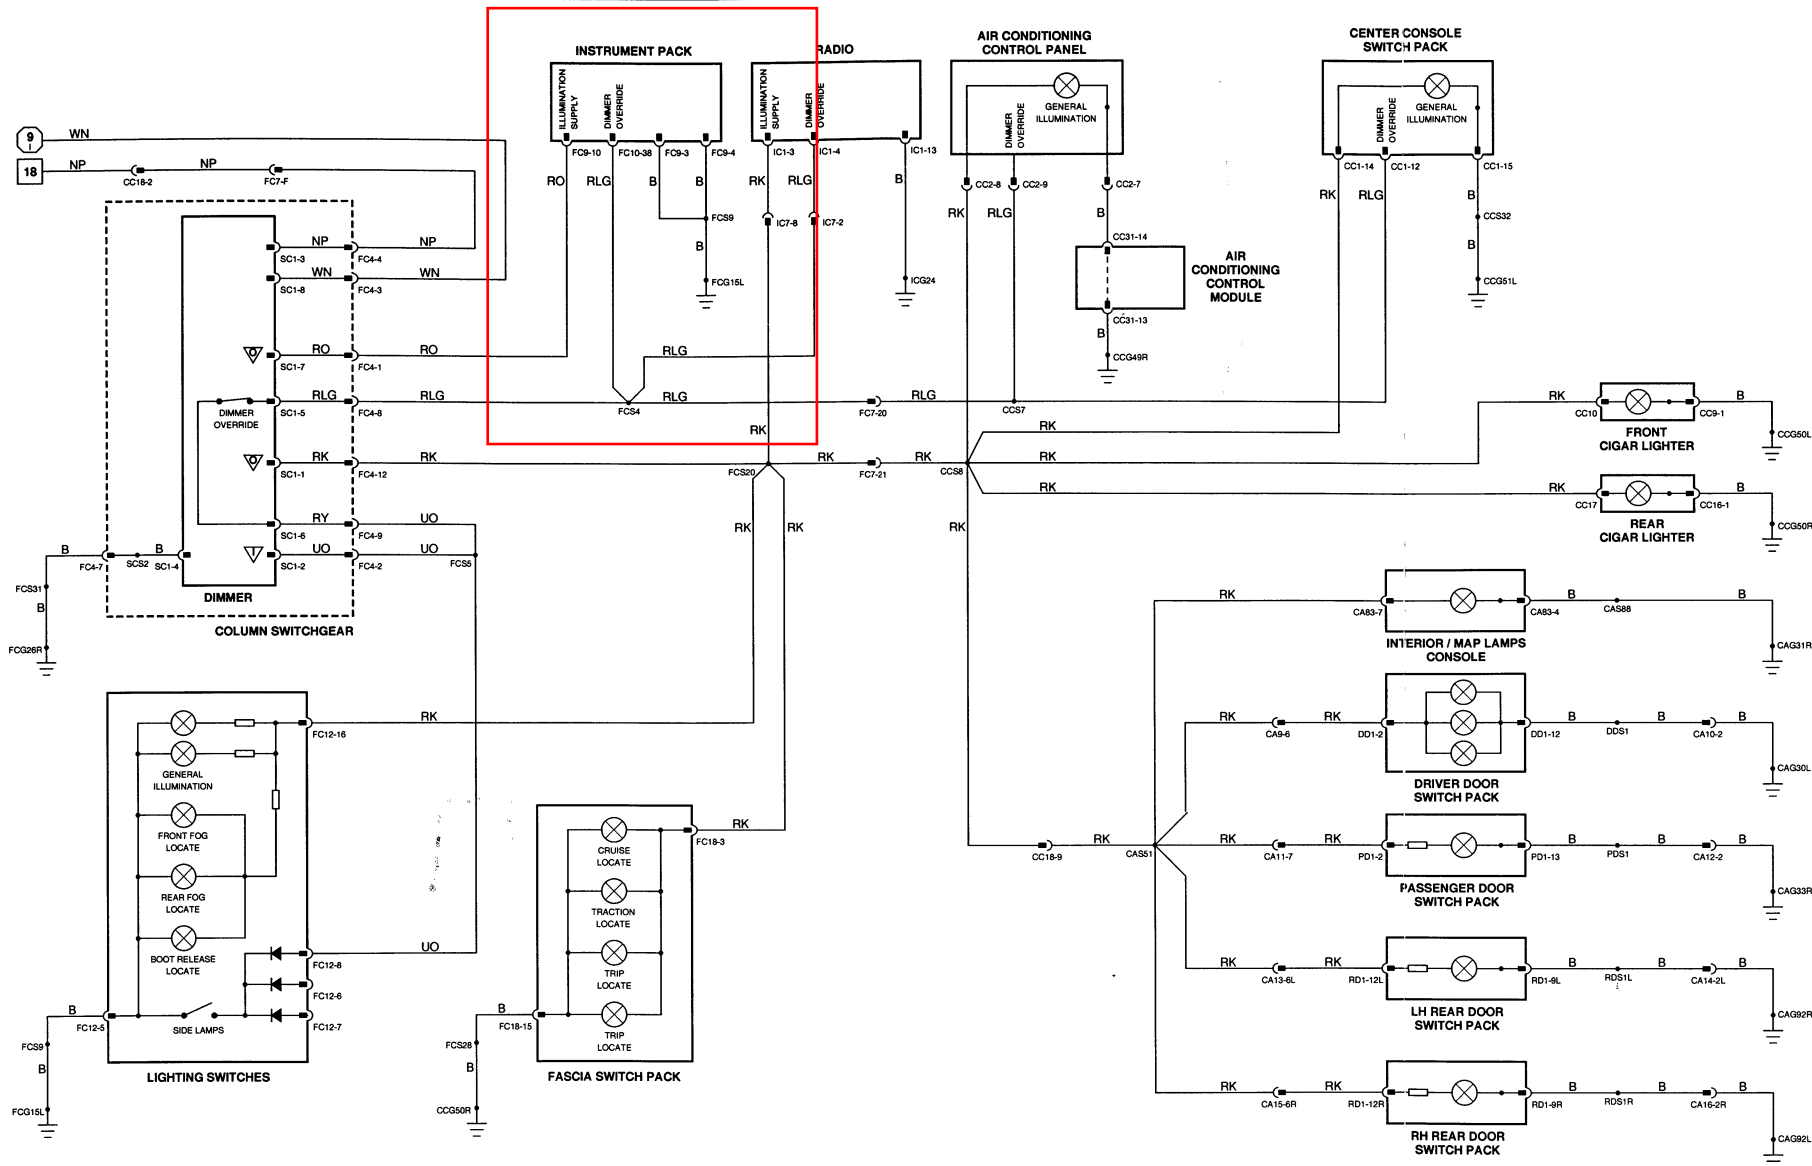 INSTRUMENT PACK
RADIO
AIR CONDITIONING
CONTROL PANEL
CENTER CONSOLE
SWITCH PACK
ILLUMINATION
SUPPLY
DIMMER
OVERRIDE
ILLUMINATION
SUPPLY
DIMMER
OVERRIDE
GENERAL
ILLUMINATION
DIMMER
OVERRIDE
GENERAL
ILLUMINATION
DIMMER
OVERRIDE
9
I
WN
18
NP
CC18-2
NP
FC7-F
FC9-10
FC10-38
FC9-3
FC9-4
IC1-3
IC1-4
IC1-13
CC1-14
CC1-12
CC1-15
RO
RLG
B
B
RK
RLG
B
CC2-8
CC2-9
CC2-7
RK
RLG
B
RK
RLG
B
FCS9
IC7-8
IC7-2
CCS32
B
B
CC31-14
AIR
CONDITIONING
CONTROL
MODULE
CC31-13
FCG15L
ICG24
CCG51L
B
CCG49R
SC1-3
NP
FC4-4
NP
SC1-8
WN
FC4-3
WN
O
SC1-7
RO
FC4-1
RO
RLG
DIMMER
OVERRIDE
SC1-5
RLG
FC4-8
RLG
FCS4
RLG
FC7-20
RLG
CCS7
O
SC1-1
RK
FC4-12
RK
RK
FCS20
RK
FC7-21
RK
CCS8
RK
RK
RK
RK
CC10
CC9-1
B
CCG50L
FRONT
CIGAR LIGHTER
RK
CC17
CC16-1
B
CCG50R
REAR
CIGAR LIGHTER
SC1-6
RY
FC4-9
UO
I
SC1-2
UO
FC4-2
UO
FCS5
B
FC4-7
SCS2
B
SC1-4
FCS31
B
FCG26R
DIMMER
COLUMN SWITCHGEAR
RK
RK
RK
RK
CA83-7
CA83-4
B
CAS88
B
CAG31R
INTERIOR / MAP LAMPS
CONSOLE
FC12-16
RK
GENERAL
ILLUMINATION
FRONT FOG
LOCATE
REAR FOG
LOCATE
BOOT RELEASE
LOCATE
SIDE LAMPS
FC12-8
UO
FC12-6
FC12-7
B
FC12-5
FCS9
B
FCG15L
LIGHTING SWITCHES
CRUISE
LOCATE
TRACTION
LOCATE
TRIP
LOCATE
TRIP
LOCATE
FC18-3
RK
B
FC18-15
FCS28
B
CCG50R
FASCIA SWITCH PACK
CC18-9
RK
CAS51
RK
CA9-6
RK
DD1-2
DD1-12
B
DDS1
B
CA10-2
B
CAG30L
DRIVER DOOR
SWITCH PACK
RK
CA11-7
RK
PD1-2
PD1-13
B
PDS1
B
CA12-2
B
CAG33R
PASSENGER DOOR
SWITCH PACK
RK
CA13-6L
RK
RD1-12L
RD1-9L
B
RDS1L
B
CA14-2L
B
CAG92R
LH REAR DOOR
SWITCH PACK
RK
CA15-6R
RK
RD1-12R
RD1-9R
B
RDS1R
B
CA16-2R
B
CAG92L
RH REAR DOOR
SWITCH PACK